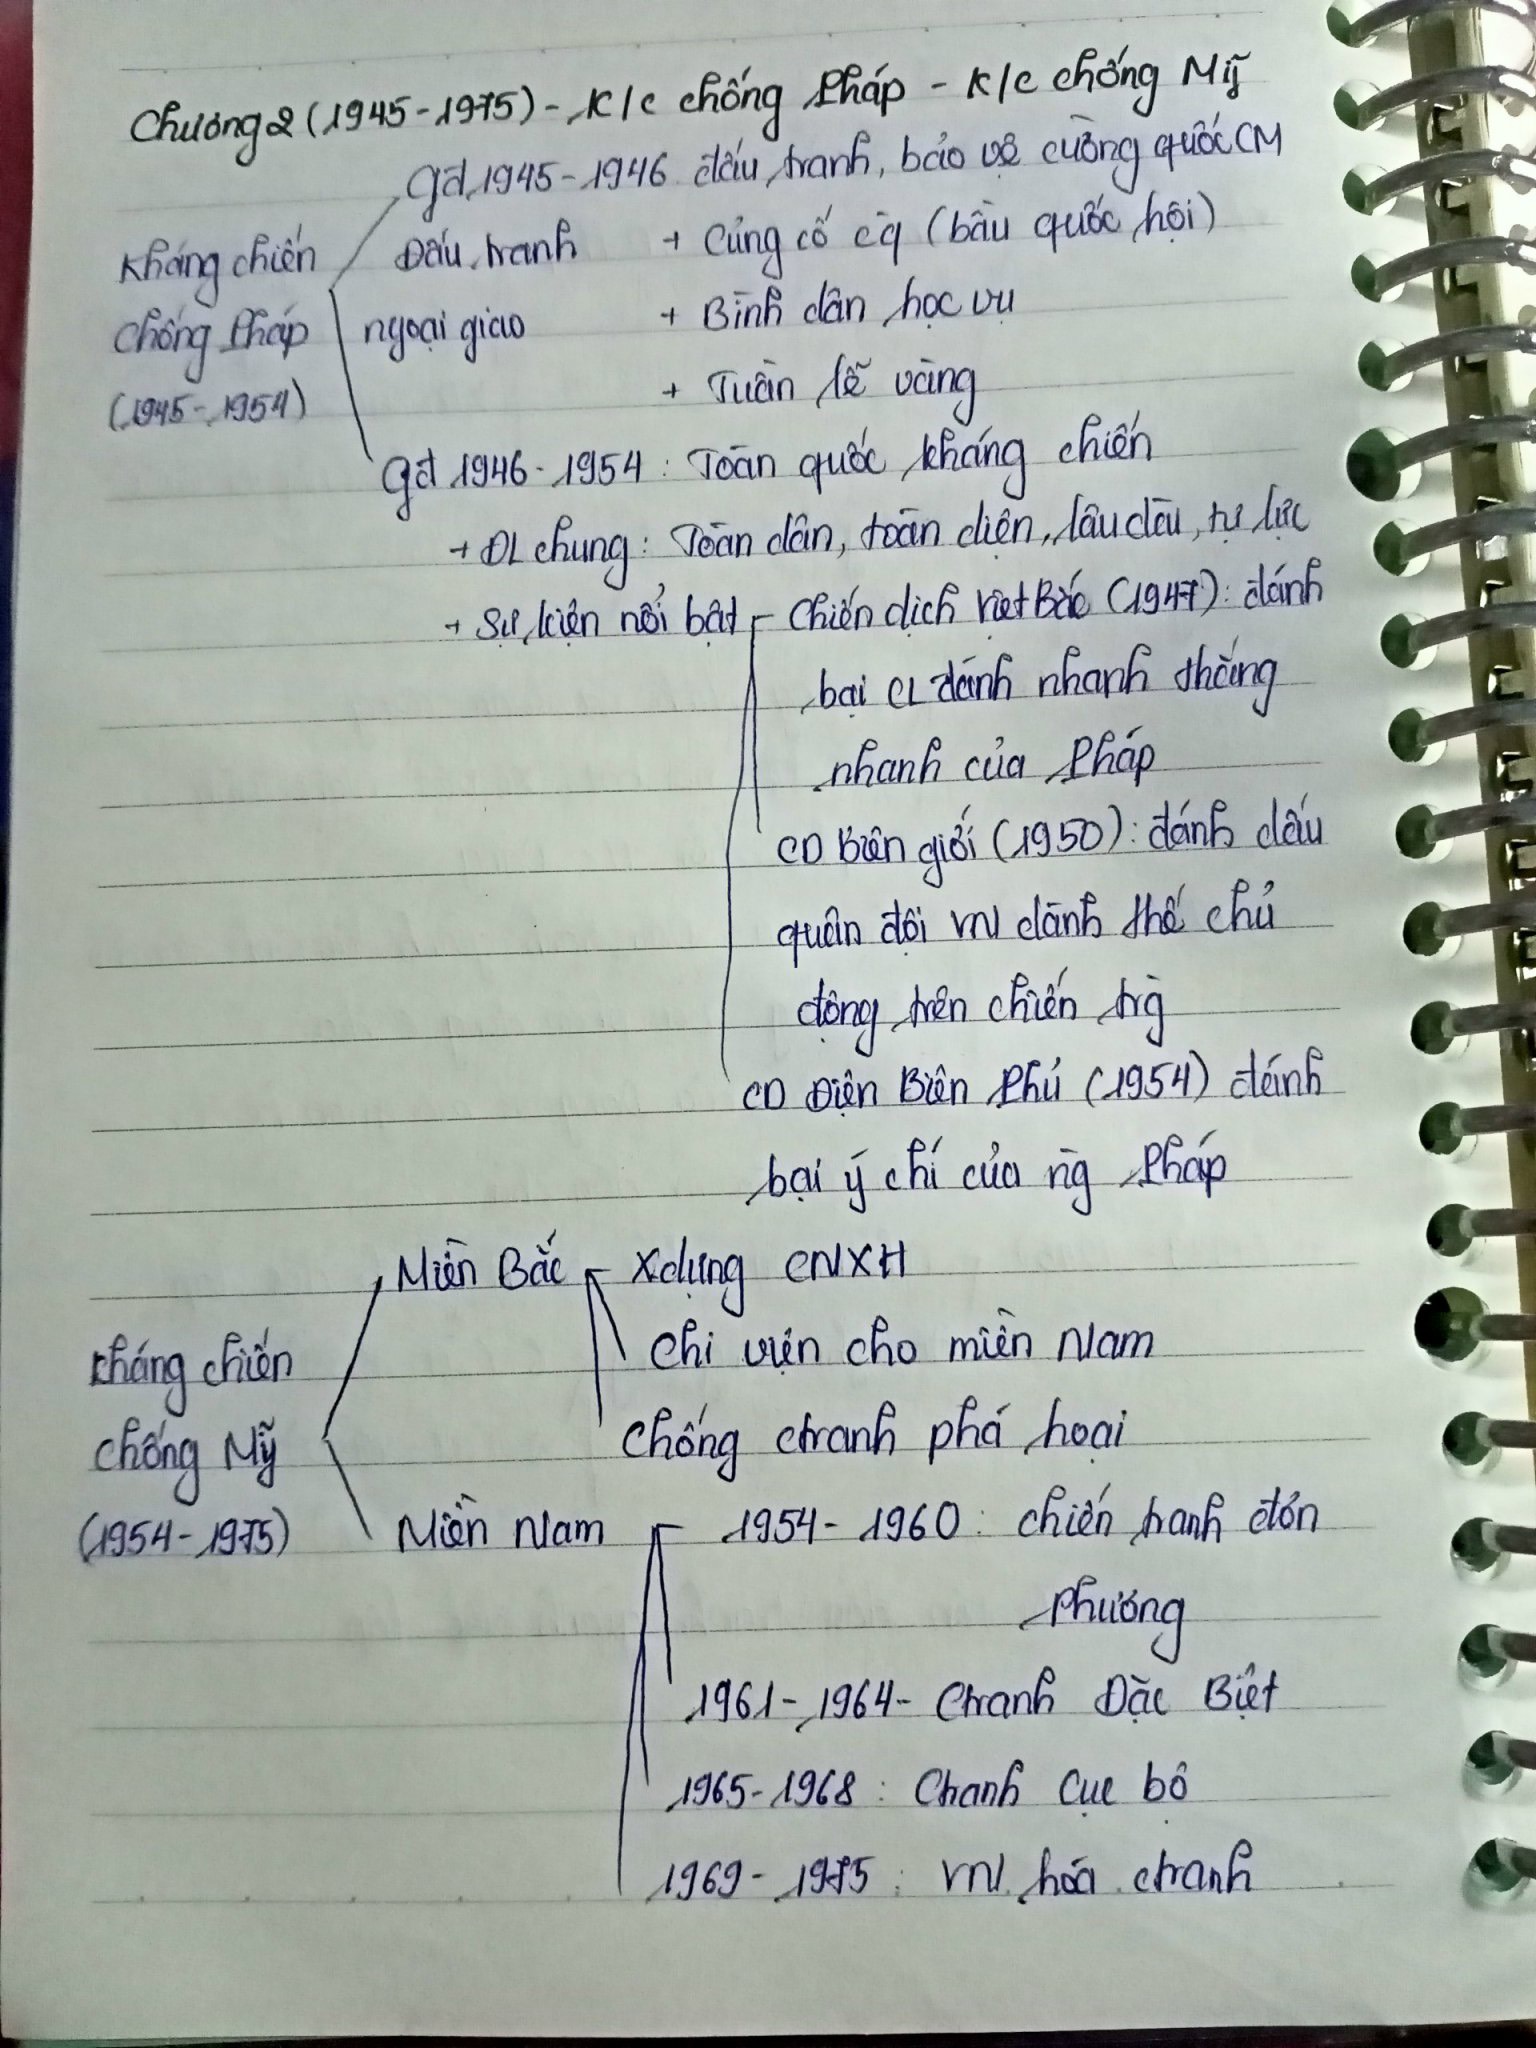 Chương 2 (1945-1975) - K/c chống Pháp - K/c chống Mỹ
Gđ 1945-1946 đấu tranh, bảo vệ cường quốc CM
Kháng chiến Đấu tranh + Củng cố cq (bầu quốc hội)
chống Pháp ngoại giao + Bình dân học vụ
(1945-1954) + Tuần lễ vàng
Gđ 1946-1954: Toàn quốc kháng chiến
+ ĐL chung: Toàn dân, toàn diện, lâu dài, tự lực
+ Sự kiện nổi bật Chiến dịch Việt Bắc (1947): đánh
bại CL đánh nhanh thắng
nhanh của Pháp
CD Biên giới (1950): đánh dấu
quân đội VN dành thế chủ
động trên chiến trg
CD Điện Biên Phủ (1954) đánh
bại ý chí của ng Pháp
Miền Bắc Xdựng CNXH
Chi viện cho miền Nam
Kháng chiến
chống Mỹ Chống ctranh phá hoại
(1954-1975) Miền Nam 1954-1960: chiến tranh đơn
Phương
1961-1964- Ctranh Đặc Biệt
1965-1968: Ctranh Cục bộ
1969-1975: VN hóa ctranh